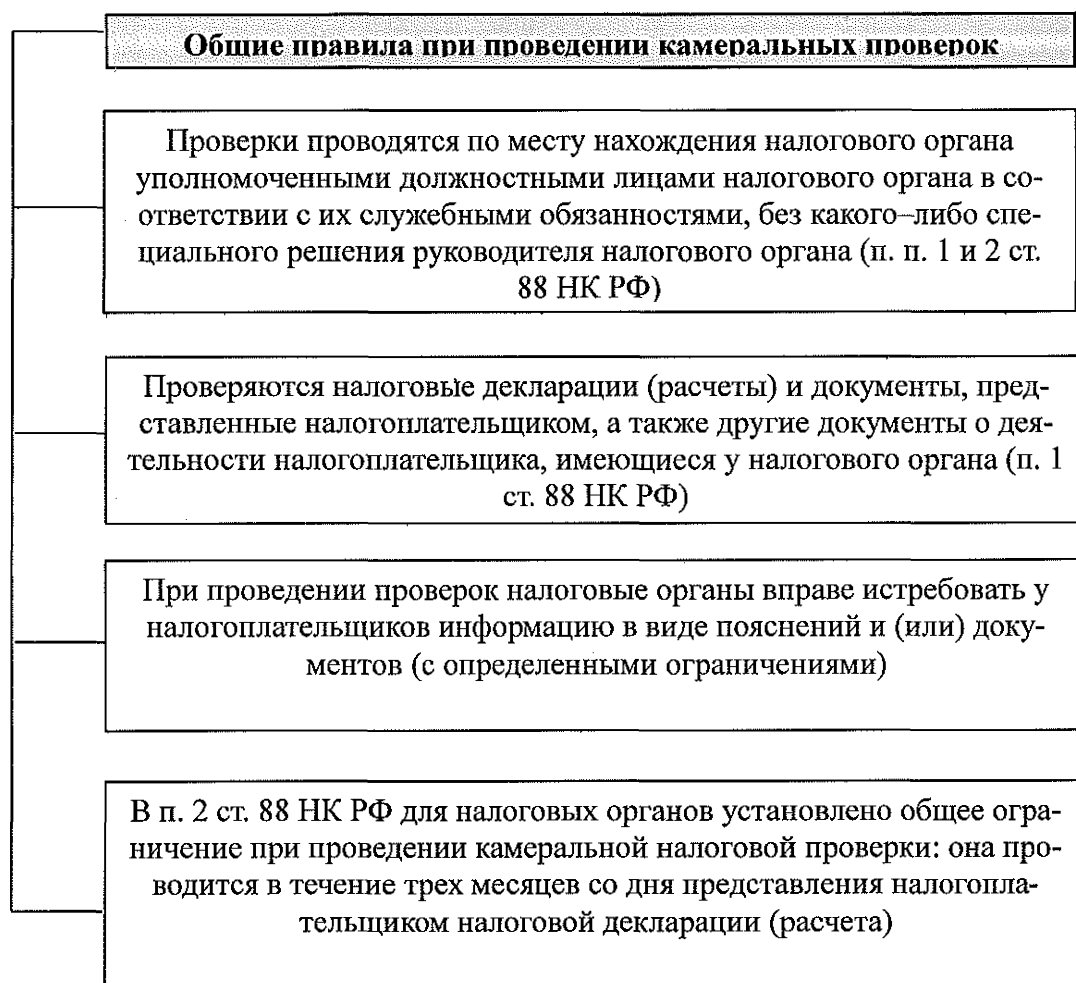 Общие правила при проведении камеральных проверок
Проверки проводятся по месту нахождения налогового органа
уполномоченными должностными лицами налогового органа в со-
ответствии с их служебными обязанностями, без какого–либо спе-
циального решения руководителя налогового органа (п. п. 1 и 2 ст.
88 НК РФ)
Проверяются налоговые декларации (расчеты) и документы, пред-
ставленные налогоплательщиком, а также другие документы о дея-
тельности налогоплательщика, имеющиеся у налогового органа (п. 1
ст. 88 НК РФ)
При проведении проверок налоговые органы вправе истребовать у
налогоплательщиков информацию в виде пояснений и (или) доку-
ментов (с определенными ограничениями)
В п. 2 ст. 88 НК РФ для налоговых органов установлено общее огра-
ничение при проведении камеральной налоговой проверки: она про-
водится в течение трех месяцев со дня представления налогопла-
тельщиком налоговой декларации (расчета)